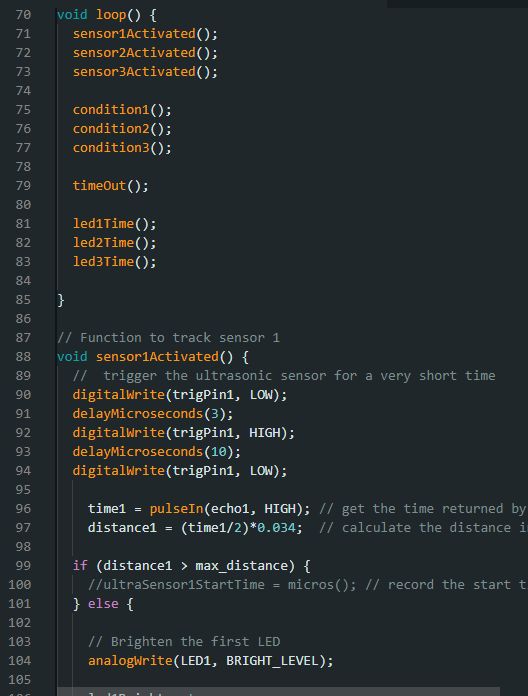 70 void loop() {
71 sensor1Activated();
72 sensor2Activated();
73 sensor3Activated();
74
75 condition1();
76 condition2();
77 condition3();
78
79 timeOut();
80
81 led1Time();
82 led2Time();
83 led3Time();
84
85 }
86
87 // Function to track sensor 1
88 void sensor1Activated() {
89 //  trigger the ultrasonic sensor for a very short time
90 digitalWrite(trigPin1, LOW);
91 delayMicroseconds(3);
92 digitalWrite(trigPin1, HIGH);
93 delayMicroseconds(10);
94 digitalWrite(trigPin1, LOW);
95
96 time1 = pulseIn(echo1, HIGH); // get the time returned by
97 distance1 = (time1/2)*0.034;  // calculate the distance
98
99 if (distance1 > max_distance) {
100 //ultraSensor1StartTime = micros(); // record the start
101 } else {
102
103 // Brighten the first LED
104 analogWrite(LED1, BRIGHT_LEVEL);
105